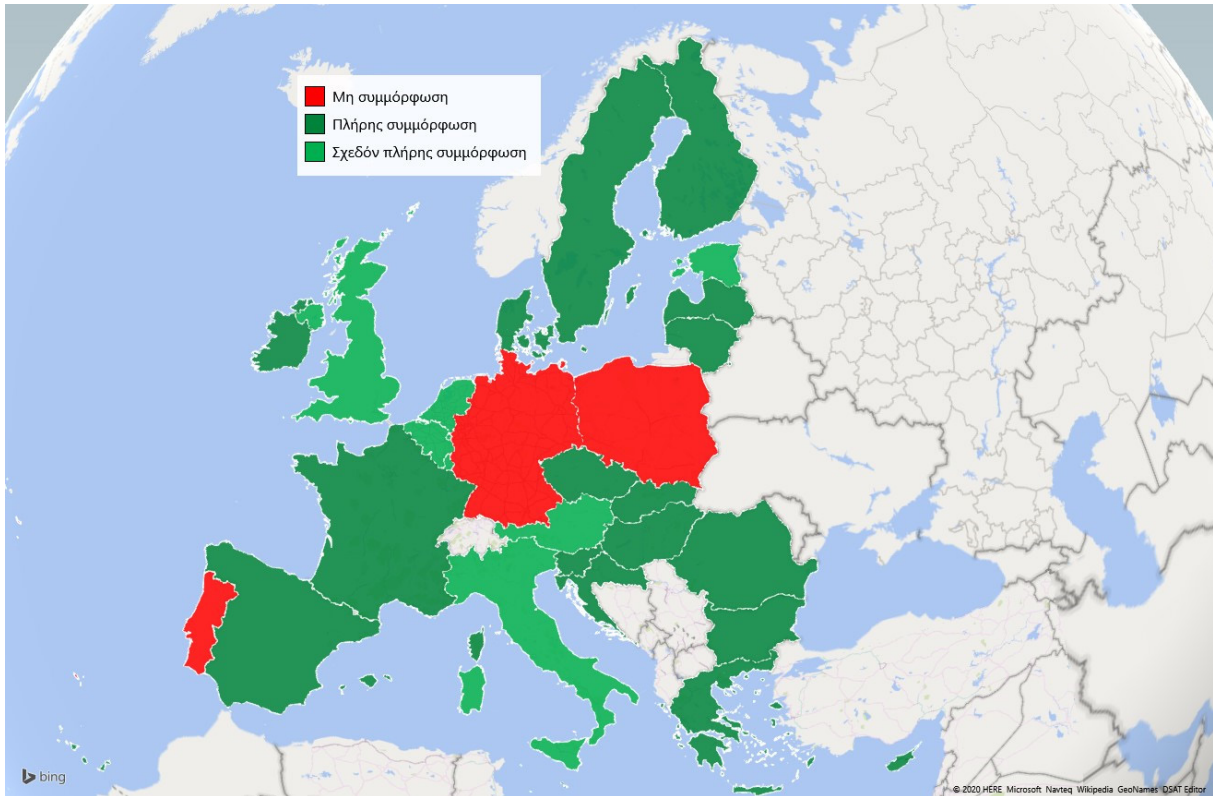 Μη συμμόρφωση
Πλήρης συμμόρφωση
Σχεδόν πλήρης συμμόρφωση
bing
© 2020 HERE Microsoft Navteq Wikipedia GeoNames DSAT Editor